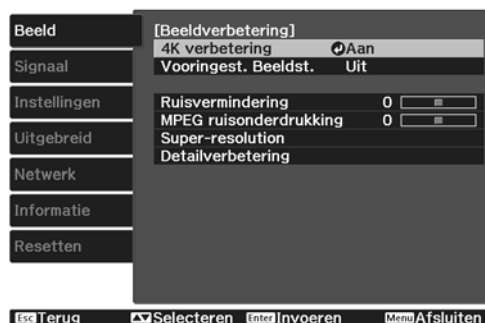 Beeld
Signaal
Instellingen
Uitgebreid
Netwerk
Informatie
Resetten
[Beeldverbetering]
4K verbetering Aan
Vooringest. Beeldst. Uit
Ruisvermindering 0
MPEG ruisonderdrukking 0
Super-resolution
Detailverbetering
Esc Terug Selecteren Enter Invoeren Menu Afsluiten